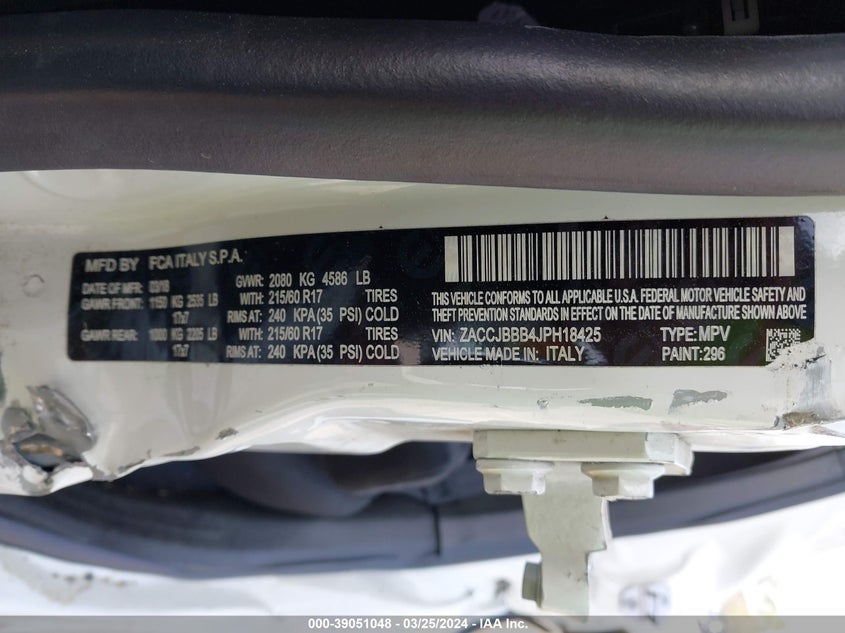 MFD BY FCA ITALY S.P.A.
DATE OF MFR: 03/18 GVWR: 2080 KG 4586 LB
GAWR FRONT: 1150 KG 2535 LB WITH: 215/60 R17 TIRES
17x7 RIMS AT: 240 KPA (35 PSI) COLD
GAWR REAR: 1000 KG 2205 LB WITH: 215/60 R17 TIRES
17x7 RIMS AT: 240 KPA (35 PSI) COLD
THIS VEHICLE CONFORMS TO ALL APPLICABLE U.S.A. FEDERAL MOTOR VEHICLE SAFETY AND
THEFT PREVENTION STANDARDS IN EFFECT ON THE DATE OF MANUFACTURE SHOWN ABOVE
VIN: ZACCJBBB4JPH18425 TYPE: MPV
VEHICLE MADE IN: ITALY PAINT: 296
000-39051048 - 03/25/2024 - IAA Inc.